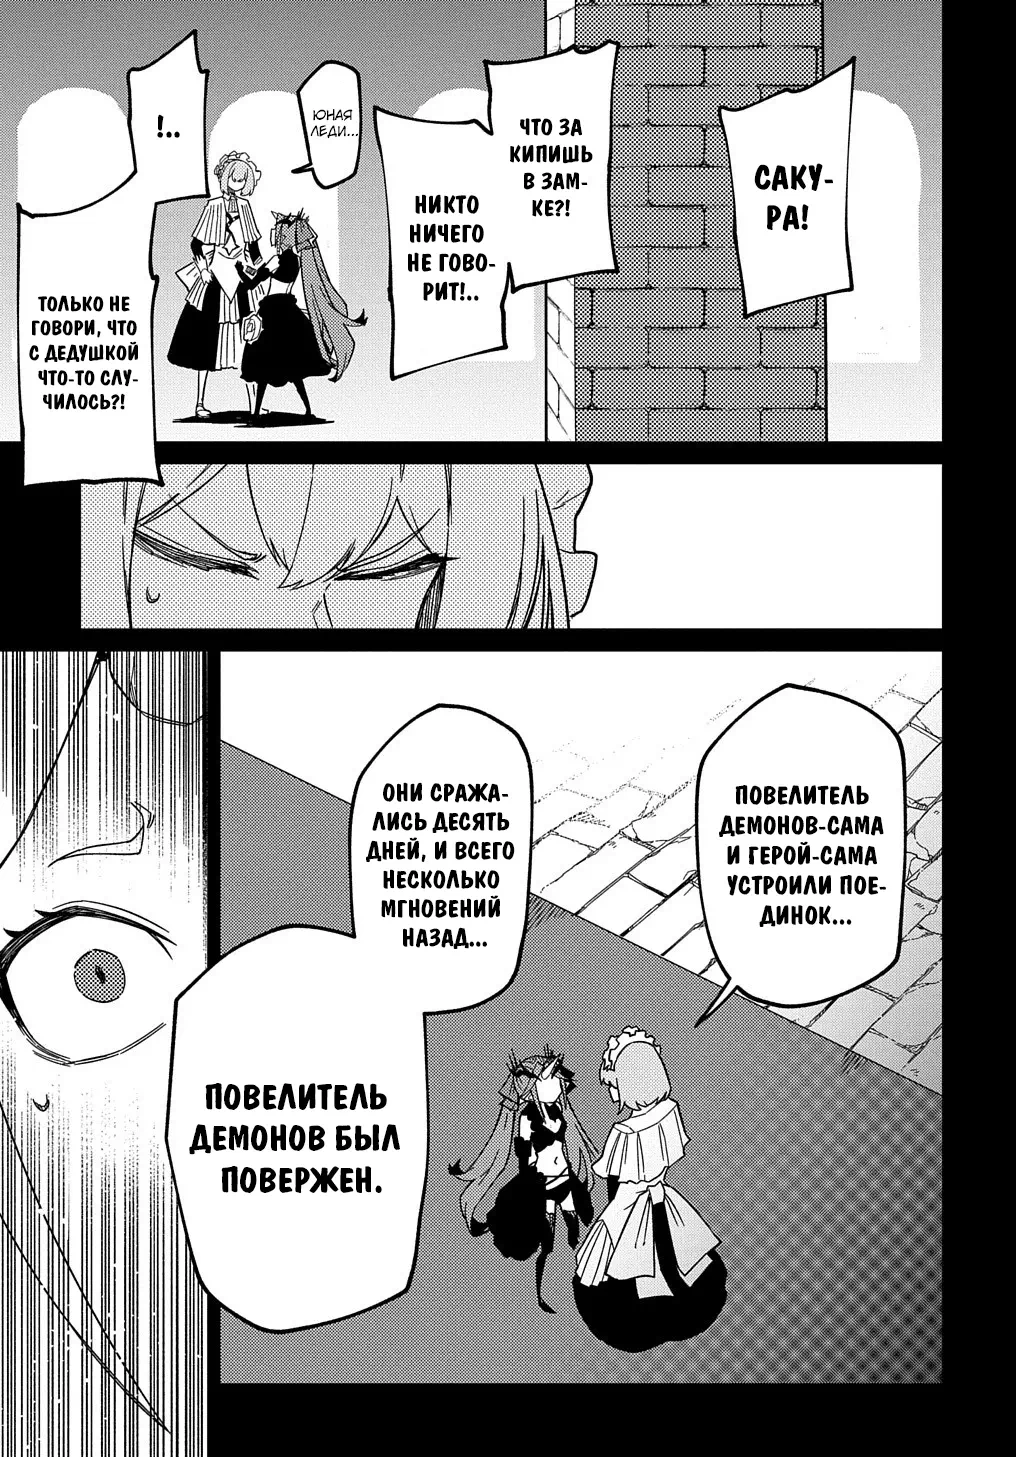 САКУ-
РА!
ЧТО ЗА
КИПИШЬ
В ЗАМ-
КЕ?!
НИКТО
НИЧЕГО
НЕ ГОВО-
РИТ!..
ЮНАЯ
ЛЕДИ...
!..
ТОЛЬКО НЕ
ГОВОРИ, ЧТО
С ДЕДУШКОЙ
ЧТО-ТО СЛУ-
ЧИЛОСЬ?!
ПОВЕЛИТЕЛЬ
ДЕМОНОВ-САМА
И ГЕРОЙ-САМА
УСТРОИЛИ ПОЕ-
ДИНОК...
ОНИ СРАЖА-
ЛИСЬ ДЕСЯТЬ
ДНЕЙ, И ВСЕГО
НЕСКОЛЬКО
МГНОВЕНИЙ
НАЗАД...
ПОВЕЛИТЕЛЬ
ДЕМОНОВ БЫЛ
ПОВЕРЖЕН.